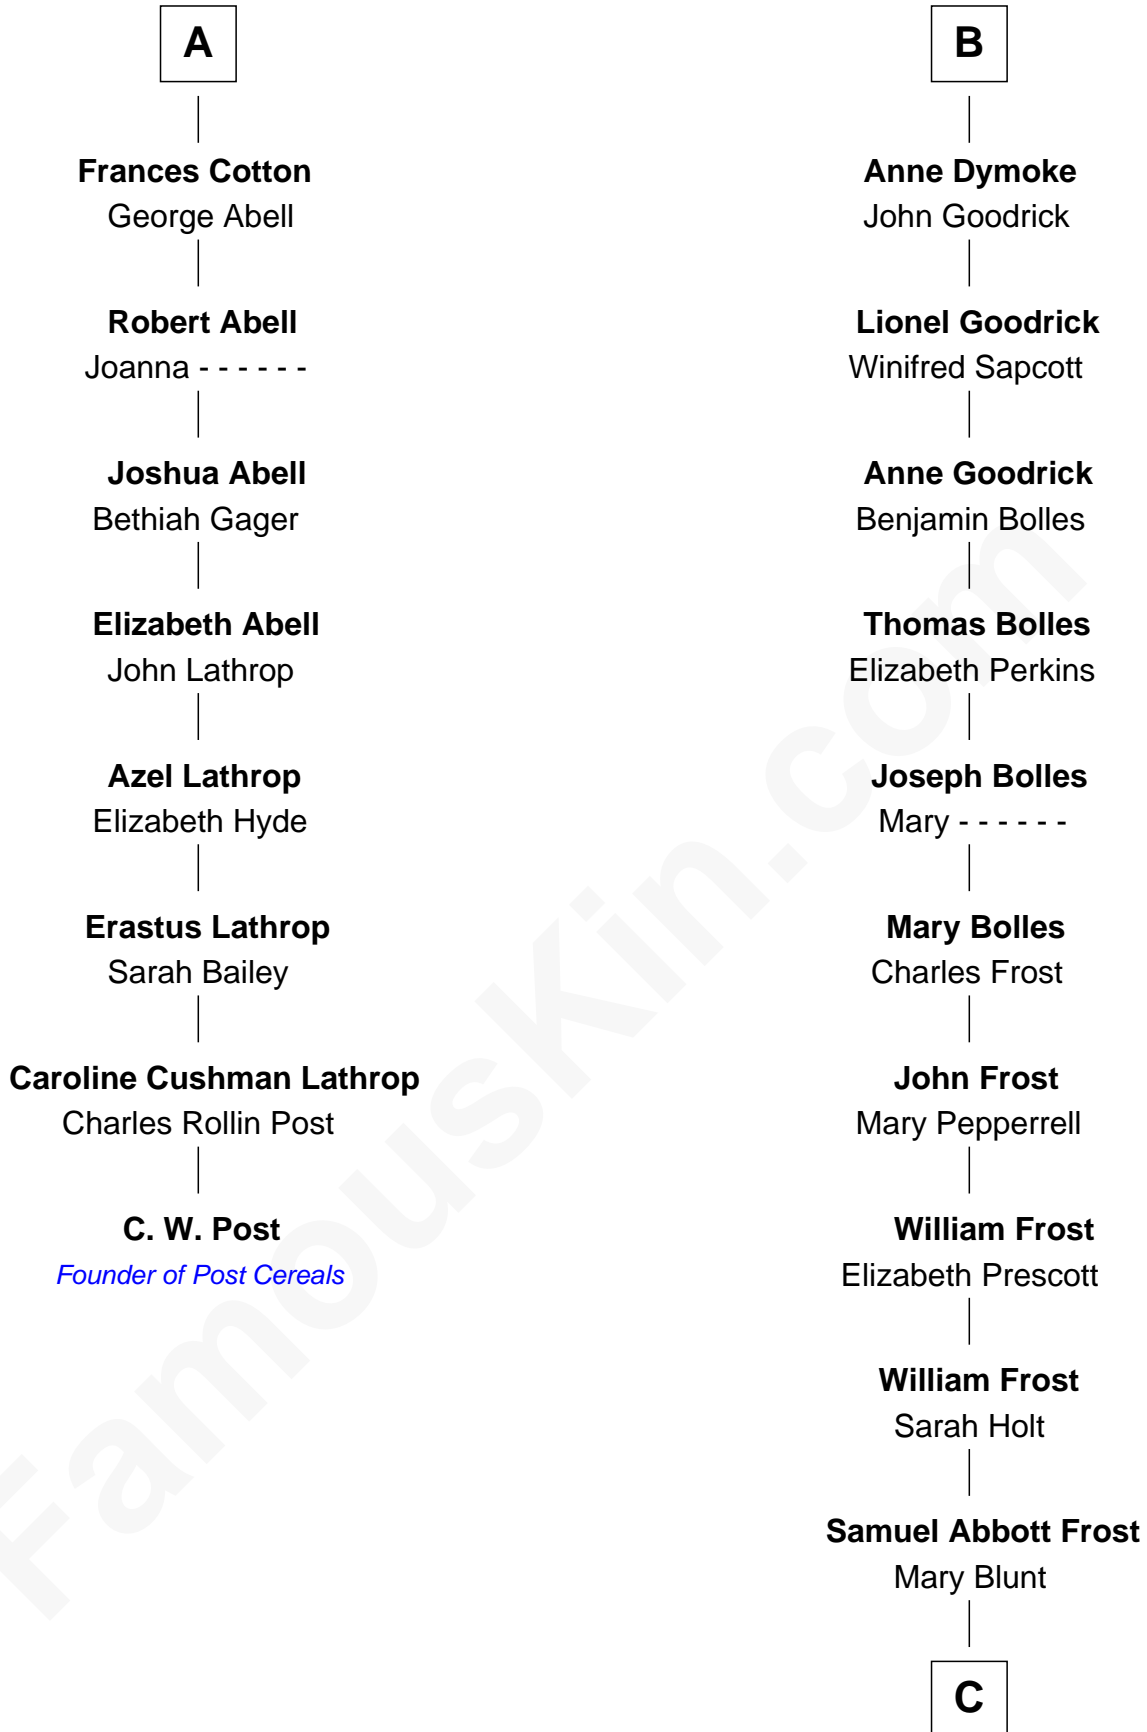 A
Frances Cotton
George Abell
Robert Abell
Joanna - - - - - -
Joshua Abell
Bethiah Gager
Elizabeth Abell
John Lathrop
Azel Lathrop
Elizabeth Hyde
Erastus Lathrop
Sarah Bailey
Caroline Cushman Lathrop
Charles Rollin Post
C. W. Post
Founder of Post Cereals
B
Anne Dymoke
John Goodrick
Lionel Goodrick
Winifred Sapcott
Anne Goodrick
Benjamin Bolles
Thomas Bolles
Elizabeth Perkins
Joseph Bolles
Mary - - - - - -
Mary Bolles
Charles Frost
John Frost
Mary Pepperrell
William Frost
Elizabeth Prescott
William Frost
Sarah Holt
Samuel Abbott Frost
Mary Blunt
C
FamousKin.com